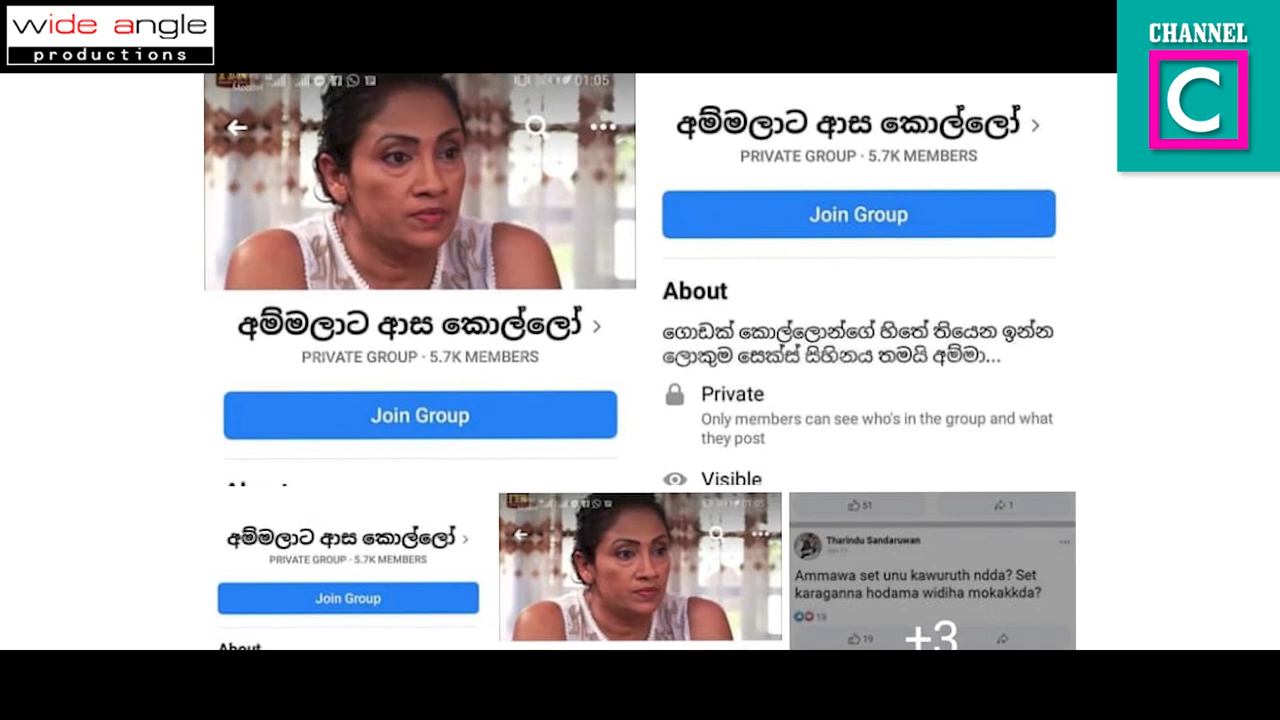 wide angle
productions
CHANNEL
C
01:05
අම්මලාට ආස කොල්ලෝ
PRIVATE GROUP · 5.7K MEMBERS
Join Group
අම්මලාට ආස කොල්ලෝ
PRIVATE GROUP · 5.7K MEMBERS
Join Group
About
ගොඩක් කොල්ලොන්ගේ හිතේ තියෙන ඉන්න
ලොකුම සෙක්ස් සිහිනය තමයි අම්මා...
Private
Only members can see who's in the group and what
they post
Visible
අම්මලාට ආස කොල්ලෝ
PRIVATE GROUP · 5.7K MEMBERS
Join Group
About
01:05
51
1
Tharindu Sandaruwan
Ammawa set unu kawuruth ndda? Set
karaganna hodama widiha mokakkda?
19
19
+3